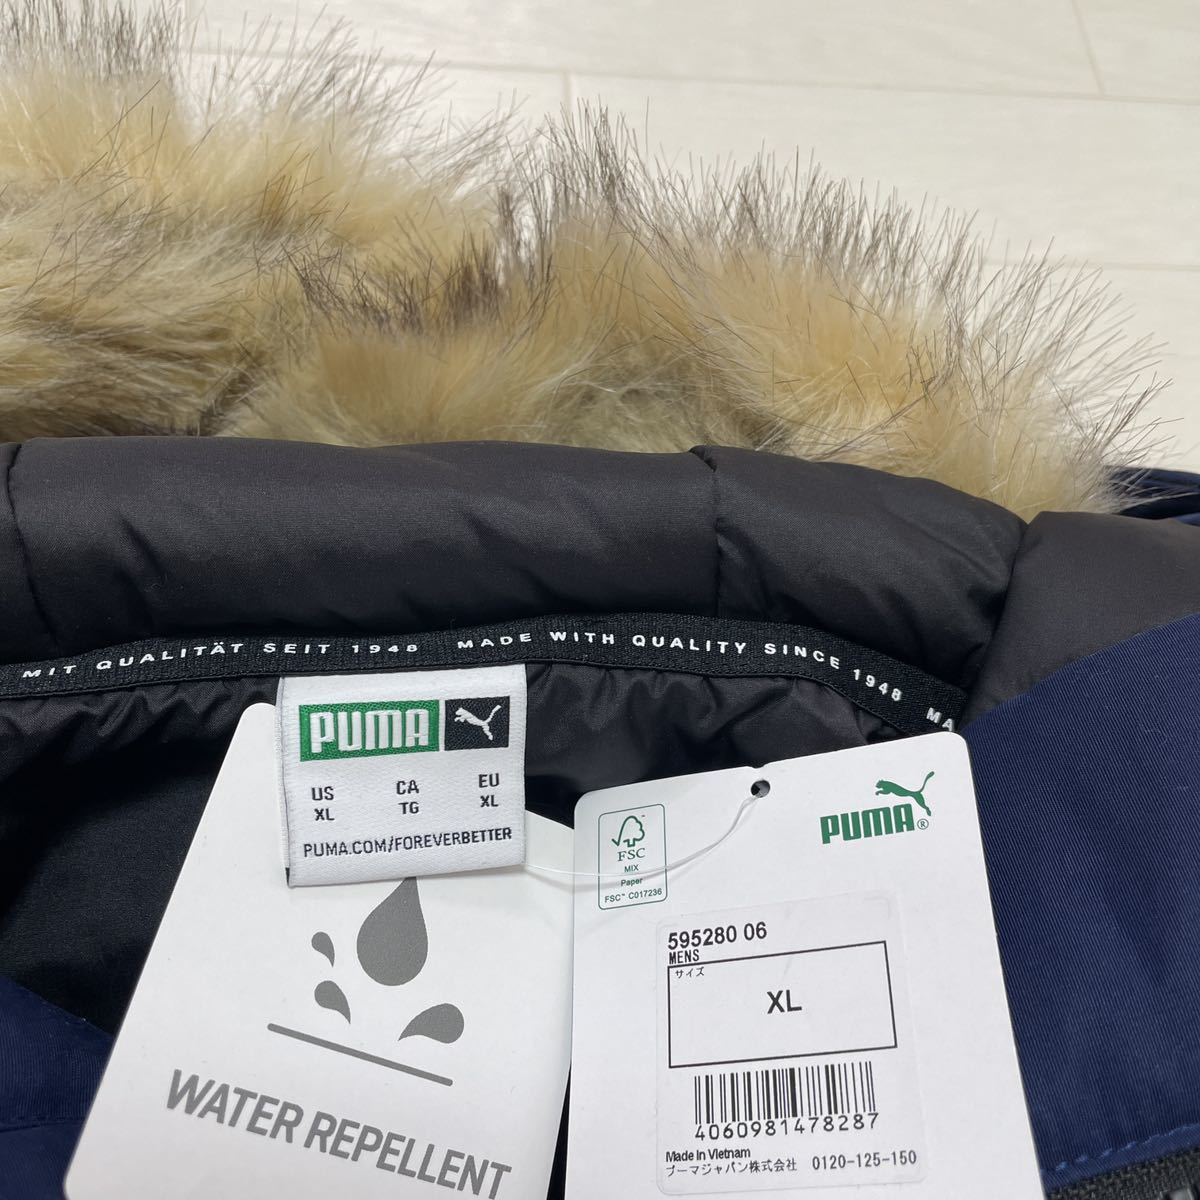 MIT QUALITÄT SEIT 1948 MADE WITH QUALITY SINCE 1948 MA
PUMA
US CA EU
XL TG XL
PUMA.COM/FOREVERBETTER
WATER REPELLENT
FSC
MIX
Paper
FSC™ C017236
PUMA®
595280 06
MENS
サイズ
XL
4060981478287
Made in Vietnam
プーマジャパン株式会社 0120-125-150